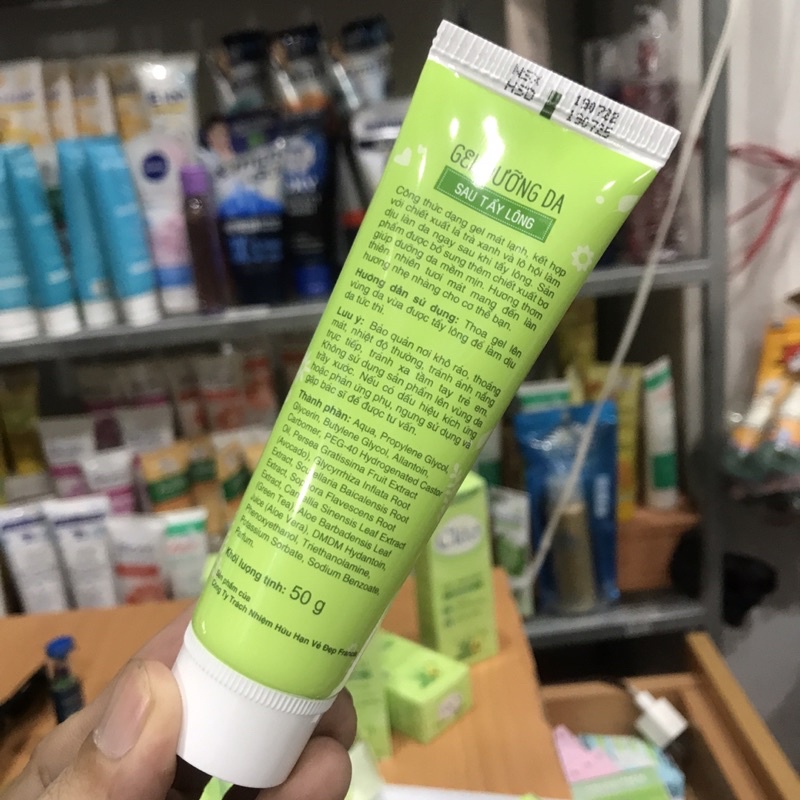 NSX 190722
HSD 190725
GEL DƯỠNG DA
SAU TẨY LÔNG
Công thức dạng gel mát lạnh, kết hợp
với chiết xuất lá trà xanh và lô hội làm
dịu làn da ngay sau khi tẩy lông. Sản
phẩm được bổ sung thêm chiết xuất bơ
giúp dưỡng da mềm mịn. Hương thơm
thiên nhiên tươi mát mang đến làn
hương nhẹ nhàng cho cơ thể bạn.
Hướng dẫn sử dụng: Thoa gel lên
vùng da vừa được tẩy lông để làm dịu
da tức thì.
Lưu ý: Bảo quản nơi khô ráo, thoáng
mát, nhiệt độ thường, tránh ánh nắng
trực tiếp, tránh xa tầm tay trẻ em.
Không sử dụng sản phẩm lên vùng da
trầy xước. Nếu có dấu hiệu kích ứng
hoặc phản ứng phụ, ngưng sử dụng và
gặp bác sĩ để được tư vấn.
Thành phần: Aqua, Propylene Glycol,
Glycerin, Butylene Glycol, Allantoin,
Carbomer, PEG-40 Hydrogenated Castor
Oil, Persea Gratissima Fruit Extract
(Avocado), Glycyrrhiza Inflata Root
Extract, Scutellaria Baicalensis Root
Extract, Sophora Flavescens Root
Extract, Camellia Sinensis Leaf Extract
(Green Tea), Aloe Barbadensis Leaf
Juice (Aloe Vera), DMDM Hydantoin,
Phenoxyethanol, Triethanolamine,
Potassium Sorbate, Sodium Benzoate,
Parfum.
Khối lượng tịnh: 50 g
Sản phẩm của
Công Ty Trách Nhiệm Hữu Hạn Vẻ Đẹp